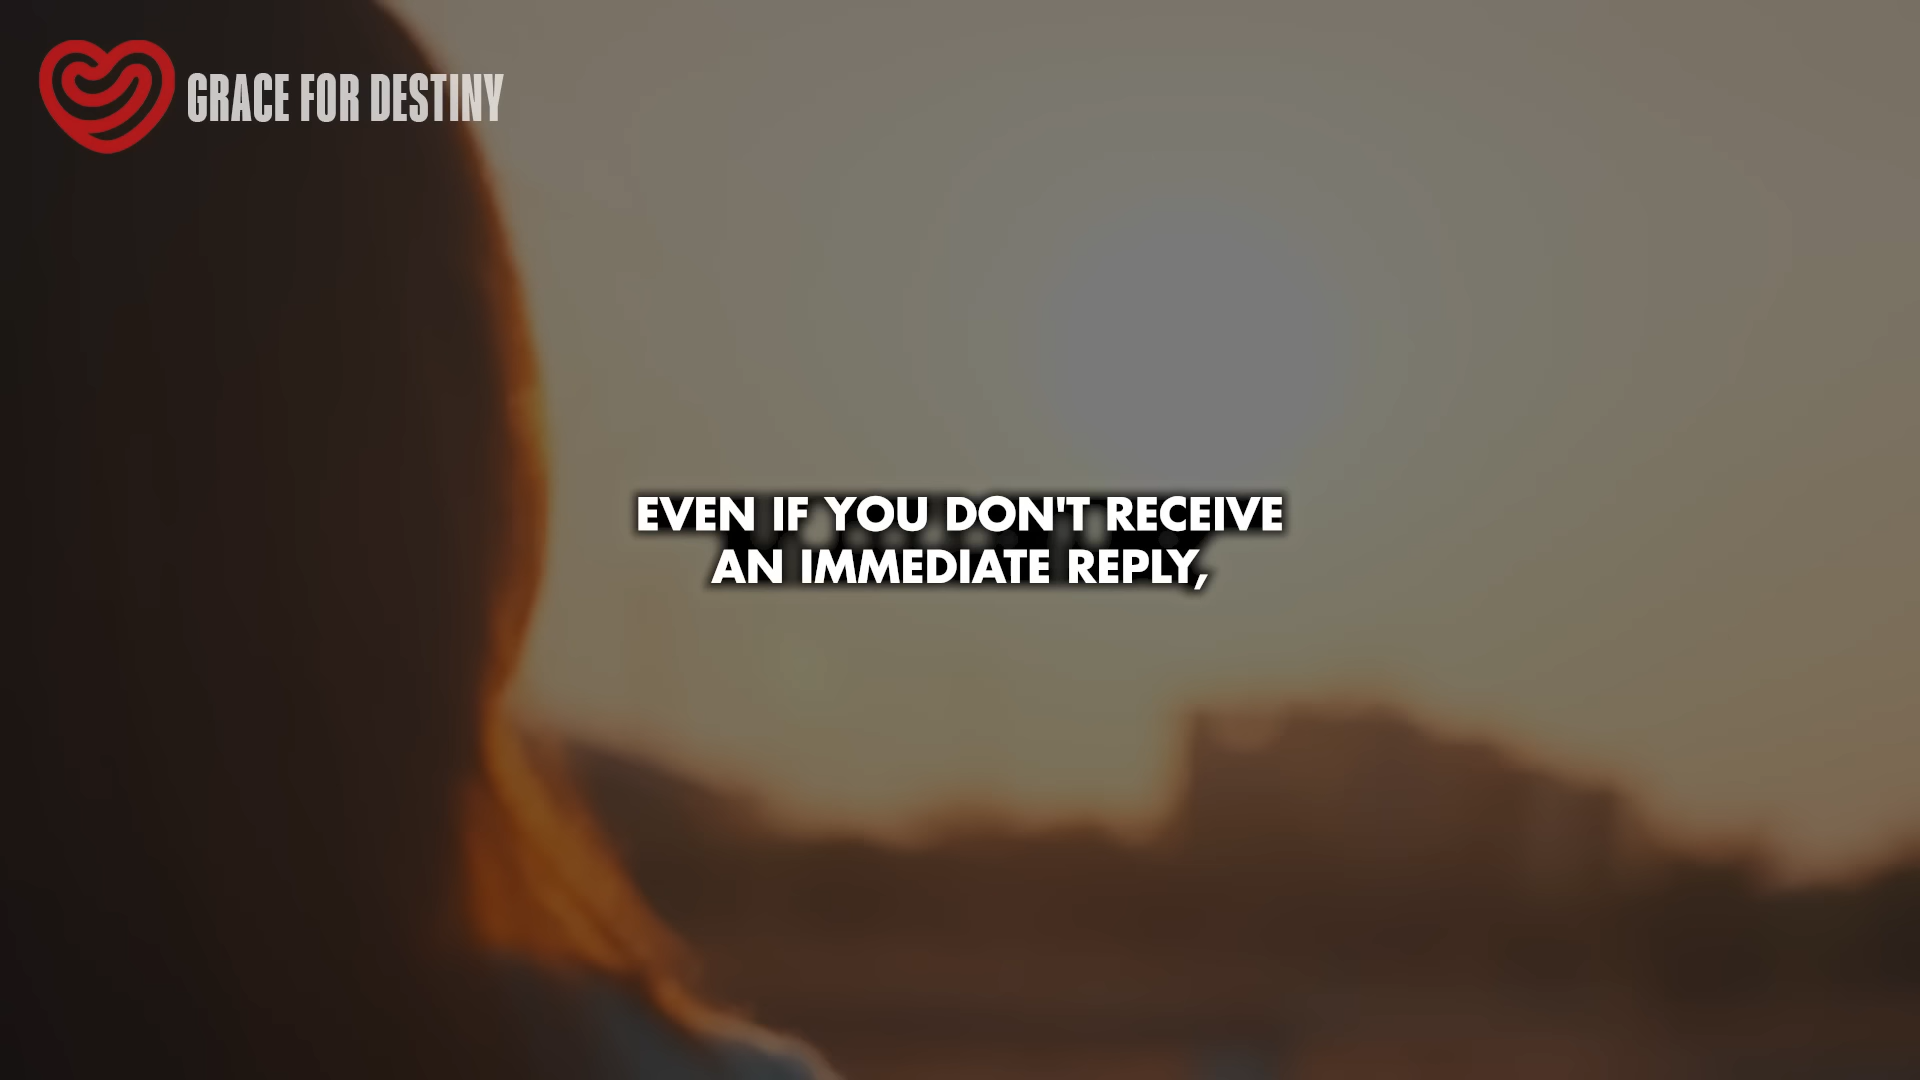 GRACE FOR DESTINY
EVEN IF YOU DON'T RECEIVE
AN IMMEDIATE REPLY,